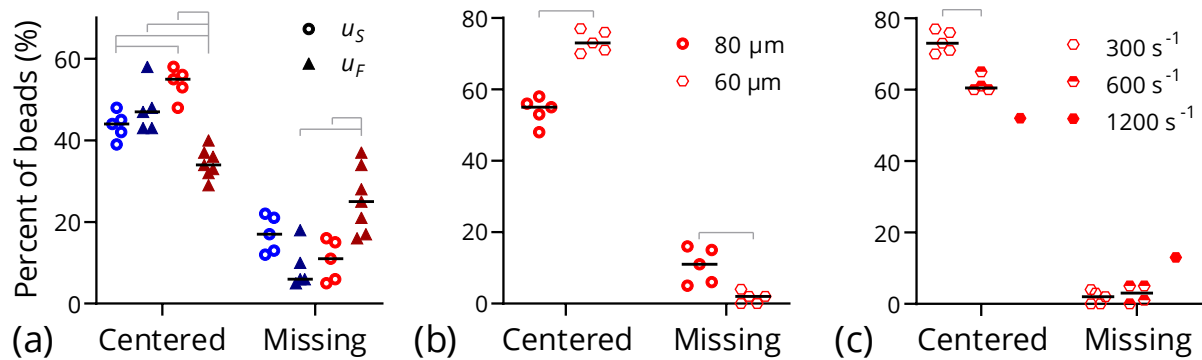 Percent of beads (%)
60
40
20
0
u_S
u_F
(a)
Centered
Missing
80
60
40
20
0
80 µm
60 µm
(b)
Centered
Missing
80
60
40
20
0
300 s⁻¹
600 s⁻¹
1200 s⁻¹
(c)
Centered
Missing